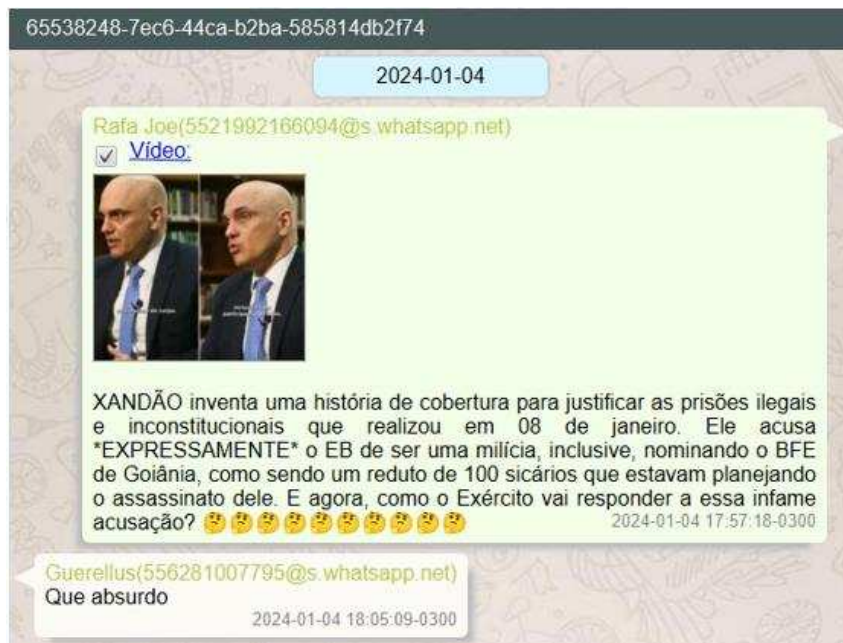 65538248-7ec6-44ca-b2ba-585814db2f74
2024-01-04
Rafa Joe(5521992166094@s.whatsapp.net)
Vídeo:
XANDÃO inventa uma história de cobertura para justificar as prisões ilegais
e inconstitucionais que realizou em 08 de janeiro. Ele acusa
*EXPRESSAMENTE* o EB de ser uma milícia, inclusive, nominando o BFE
de Goiânia, como sendo um reduto de 100 sicários que estavam planejando
o assassinato dele. E agora, como o Exército vai responder a essa infame
acusação? 🤔🤔🤔🤔🤔🤔🤔🤔🤔🤔 2024-01-04 17:57:18-0300
Guerellus(556281007795@s.whatsapp.net)
Que absurdo
2024-01-04 18:05:09-0300